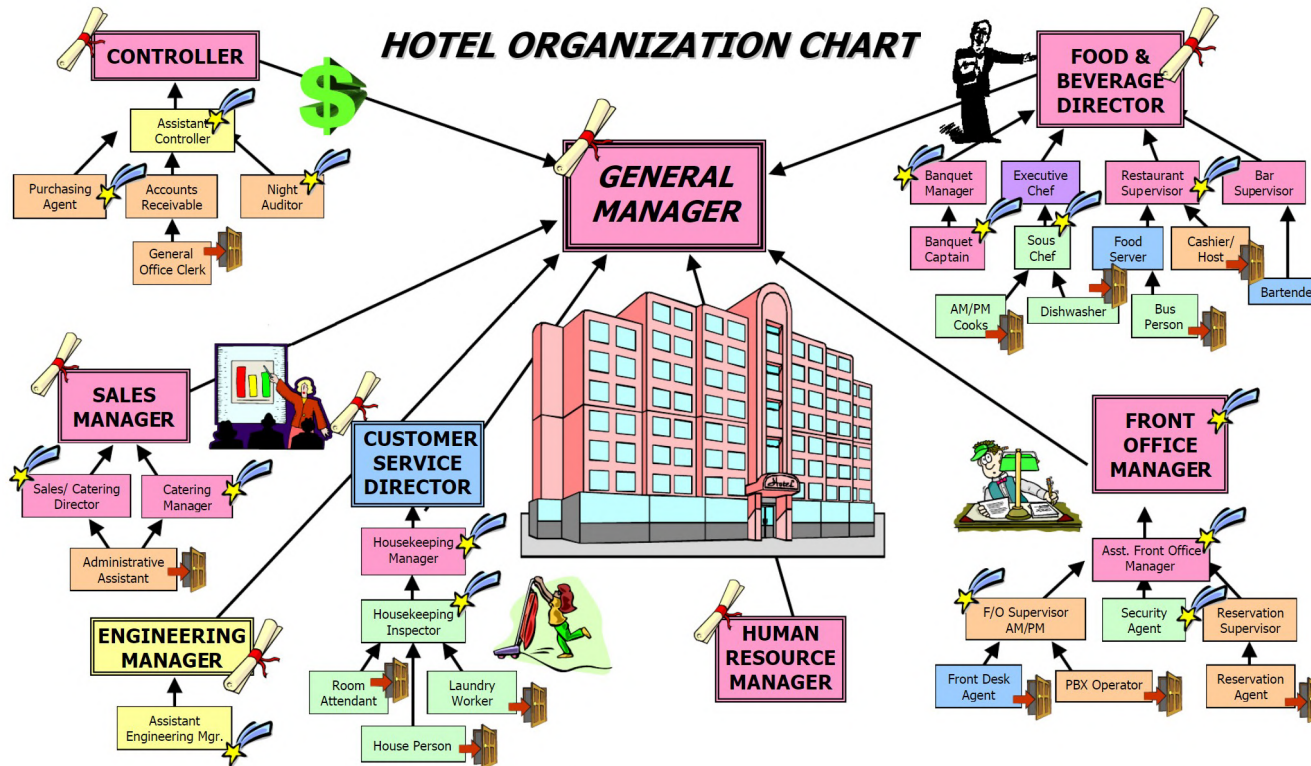 HOTEL ORGANIZATION CHART
CONTROLLER
Assistant
Controller
Purchasing
Agent
Accounts
Receivable
Night
Auditor
General
Office Clerk
GENERAL
MANAGER
FOOD &
BEVERAGE
DIRECTOR
Banquet
Manager
Executive
Chef
Restaurant
Supervisor
Bar
Supervisor
Banquet
Captain
Sous
Chef
Food
Server
Cashier/
Host
Bartender
AM/PM
Cooks
Dishwasher
Bus
Person
SALES
MANAGER
Sales/ Catering
Director
Catering
Manager
Administrative
Assistant
CUSTOMER
SERVICE
DIRECTOR
Housekeeping
Manager
Housekeeping
Inspector
Room
Attendant
Laundry
Worker
House Person
ENGINEERING
MANAGER
Assistant
Engineering Mgr.
Hotel
HUMAN
RESOURCE
MANAGER
FRONT
OFFICE
MANAGER
Asst. Front Office
Manager
F/O Supervisor
AM/PM
Security
Agent
Reservation
Supervisor
Front Desk
Agent
PBX Operator
Reservation
Agent